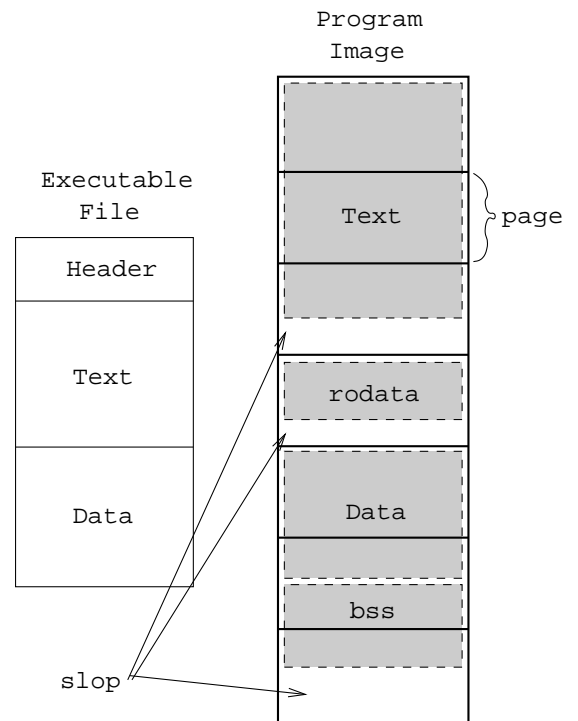 Program
Image
Executable
File
Header
Text
Data
Text
page
rodata
Data
bss
slop